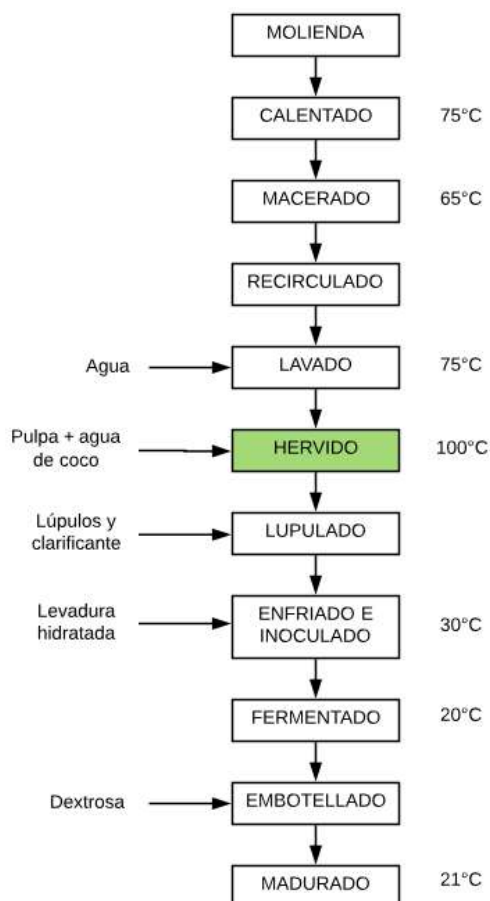 MOLIENDA
CALENTADO 75°C
MACERADO 65°C
RECIRCULADO
Agua LAVADO 75°C
Pulpa + agua
de coco
HERVIDO 100°C
Lúpulos y
clarificante
LUPULADO
Levadura
hidratada
ENFRIADO E
INOCULADO
30°C
FERMENTADO 20°C
Dextrosa EMBOTELLADO
MADURADO 21°C